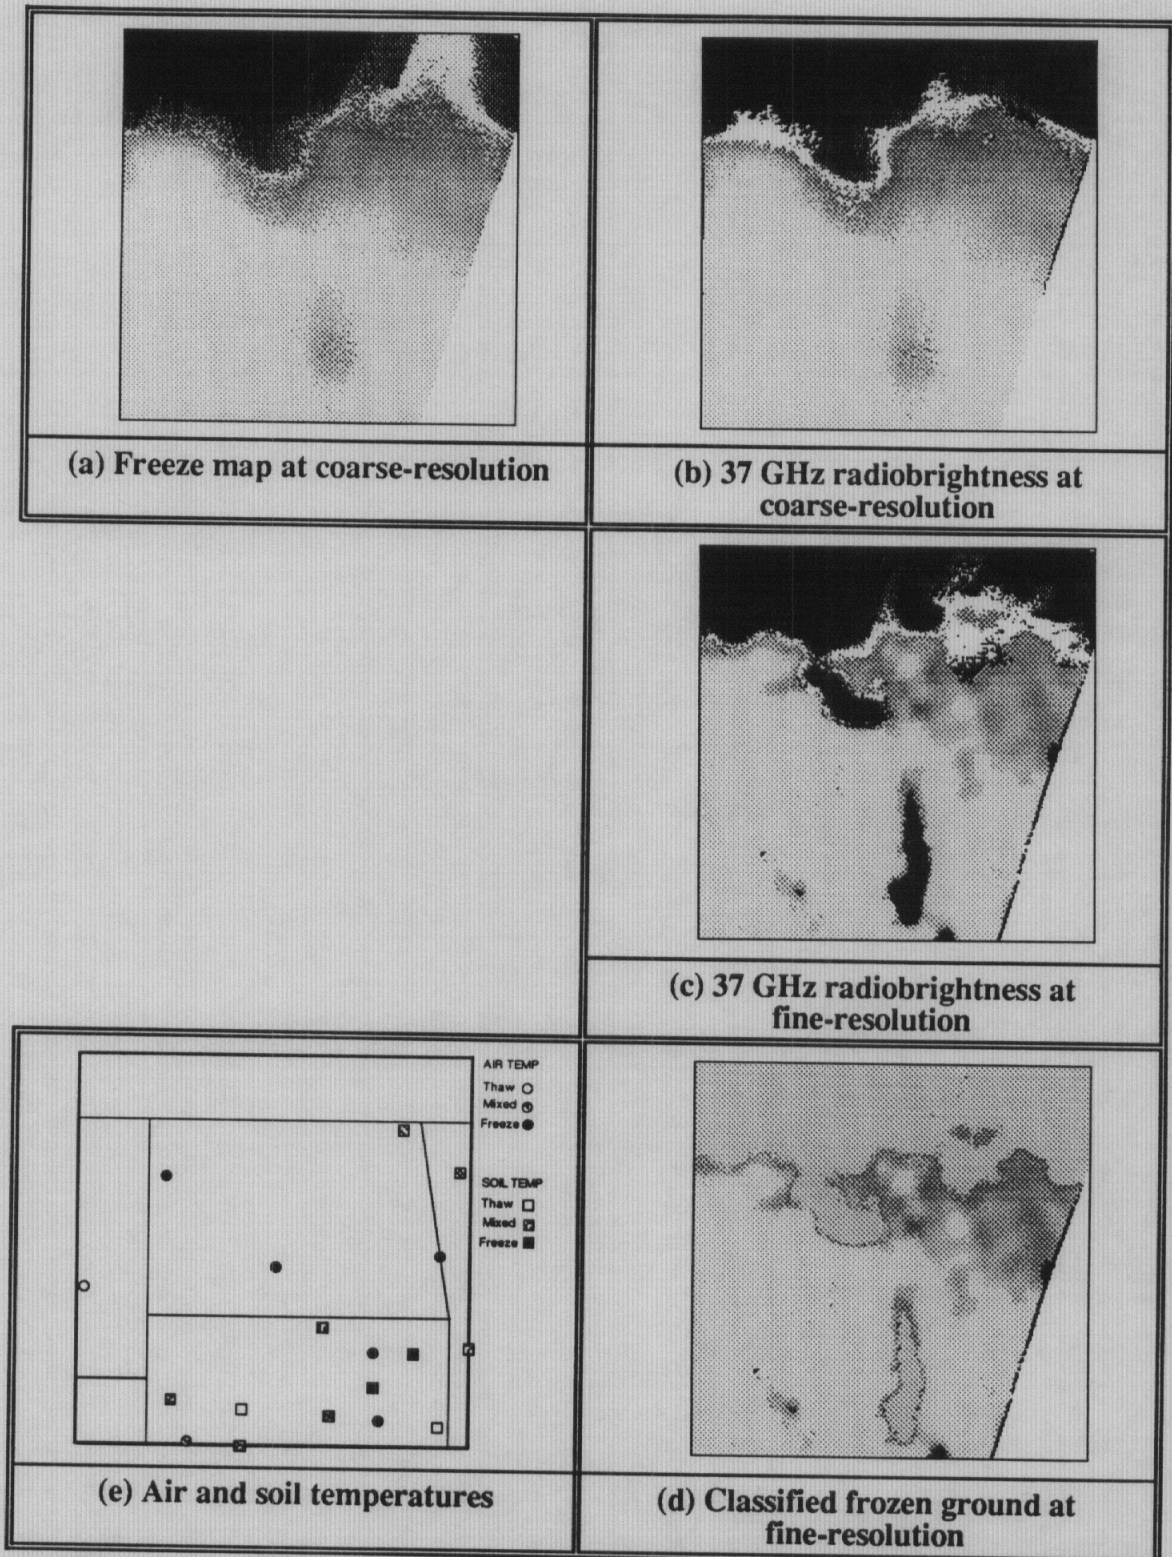 (a) Freeze map at coarse-resolution
(b) 37 GHz radiobrightness at
coarse-resolution
(c) 37 GHz radiobrightness at
fine-resolution
AIR TEMP
Thaw
Mixed
Freeze
SOIL TEMP
Thaw
Mixed
Freeze
(e) Air and soil temperatures
(d) Classified frozen ground at
fine-resolution